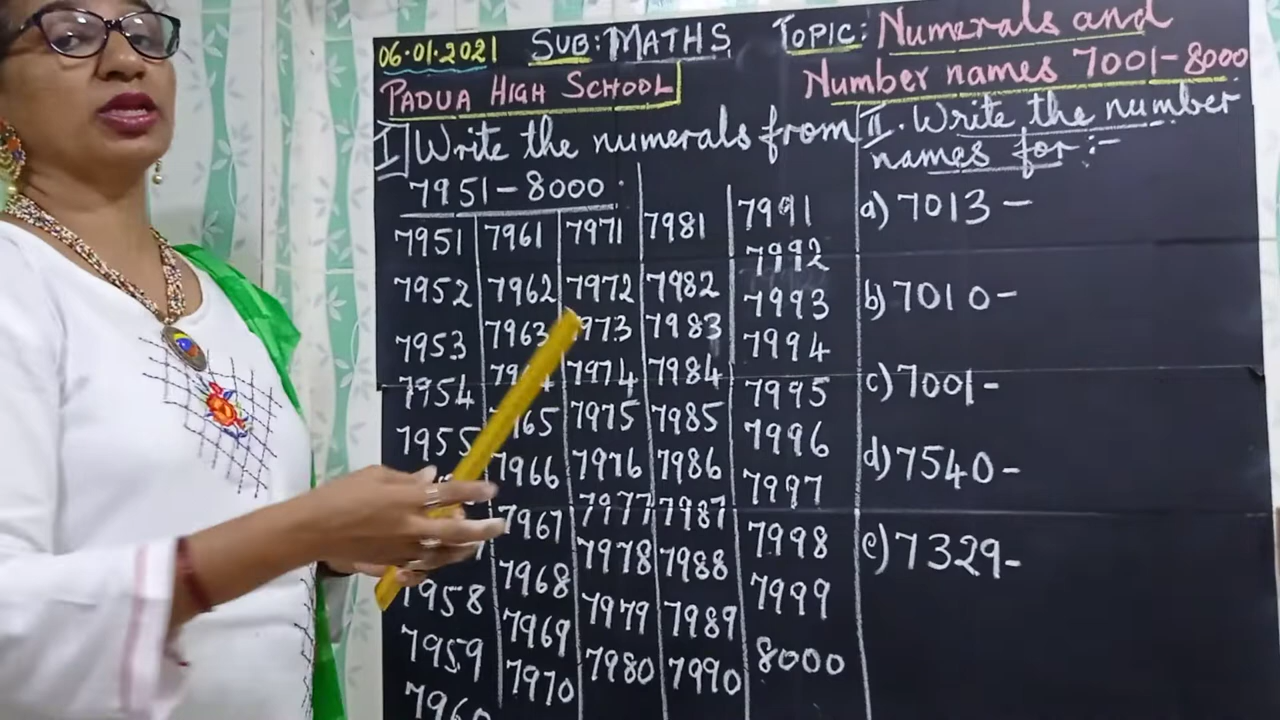 06.01.2021 SUB: MATHS TOPIC: Numerals and
PADUA HIGH SCHOOL Number names 7001-8000
I Write the numerals from
7951-8000:
7951 7961 7971 7981 7991
7952 7962 7972 7982 7992
7953 7963 7973 7983 7993
7954 7974 7984 7994
7955 7975 7985 7995
7966 7976 7986 7996
7967 7977 7987 7997
7968 7978 7988 7998
7958 7969 7979 7989 7999
7959 7970 7980 7990 8000
7960
II. Write the number
names for:-
a) 7013-
b) 7010-
c) 7001-
d) 7540-
e) 7329-